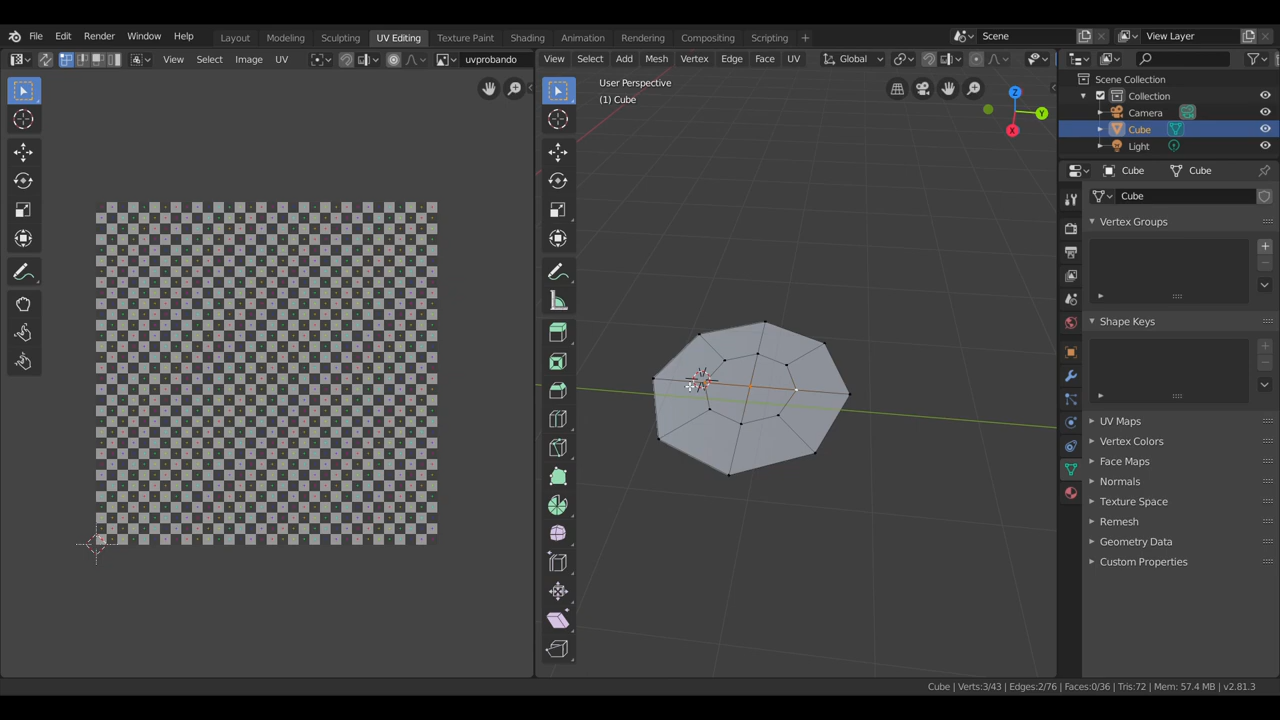 File Edit Render Window Help Layout Modeling Sculpting UV Editing Texture Paint Shading Animation Rendering Compositing Scripting + Scene View Layer
View Select Image UV uvprobando View Select Add Mesh Vertex Edge Face UV Global
User Perspective
(1) Cube
Z
Y
X
Scene Collection
Collection
Camera
Cube
Light
Cube Cube
Cube
Vertex Groups
Shape Keys
UV Maps
Vertex Colors
Face Maps
Normals
Texture Space
Remesh
Geometry Data
Custom Properties
Cube | Verts:3/43 | Edges:2/76 | Faces:0/36 | Tris:72 | Mem: 57.4 MB | v2.81.3